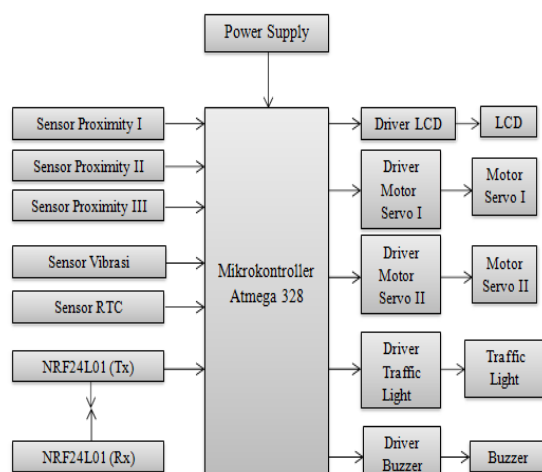 Power Supply
Sensor Proximity I
Sensor Proximity II
Sensor Proximity III
Sensor Vibrasi
Sensor RTC
NRF24L01 (Tx)
NRF24L01 (Rx)
Mikrokontroller
Atmega 328
Driver LCD
LCD
Driver
Motor
Servo I
Motor
Servo I
Driver
Motor
Servo II
Motor
Servo II
Driver
Traffic
Light
Traffic
Light
Driver
Buzzer
Buzzer